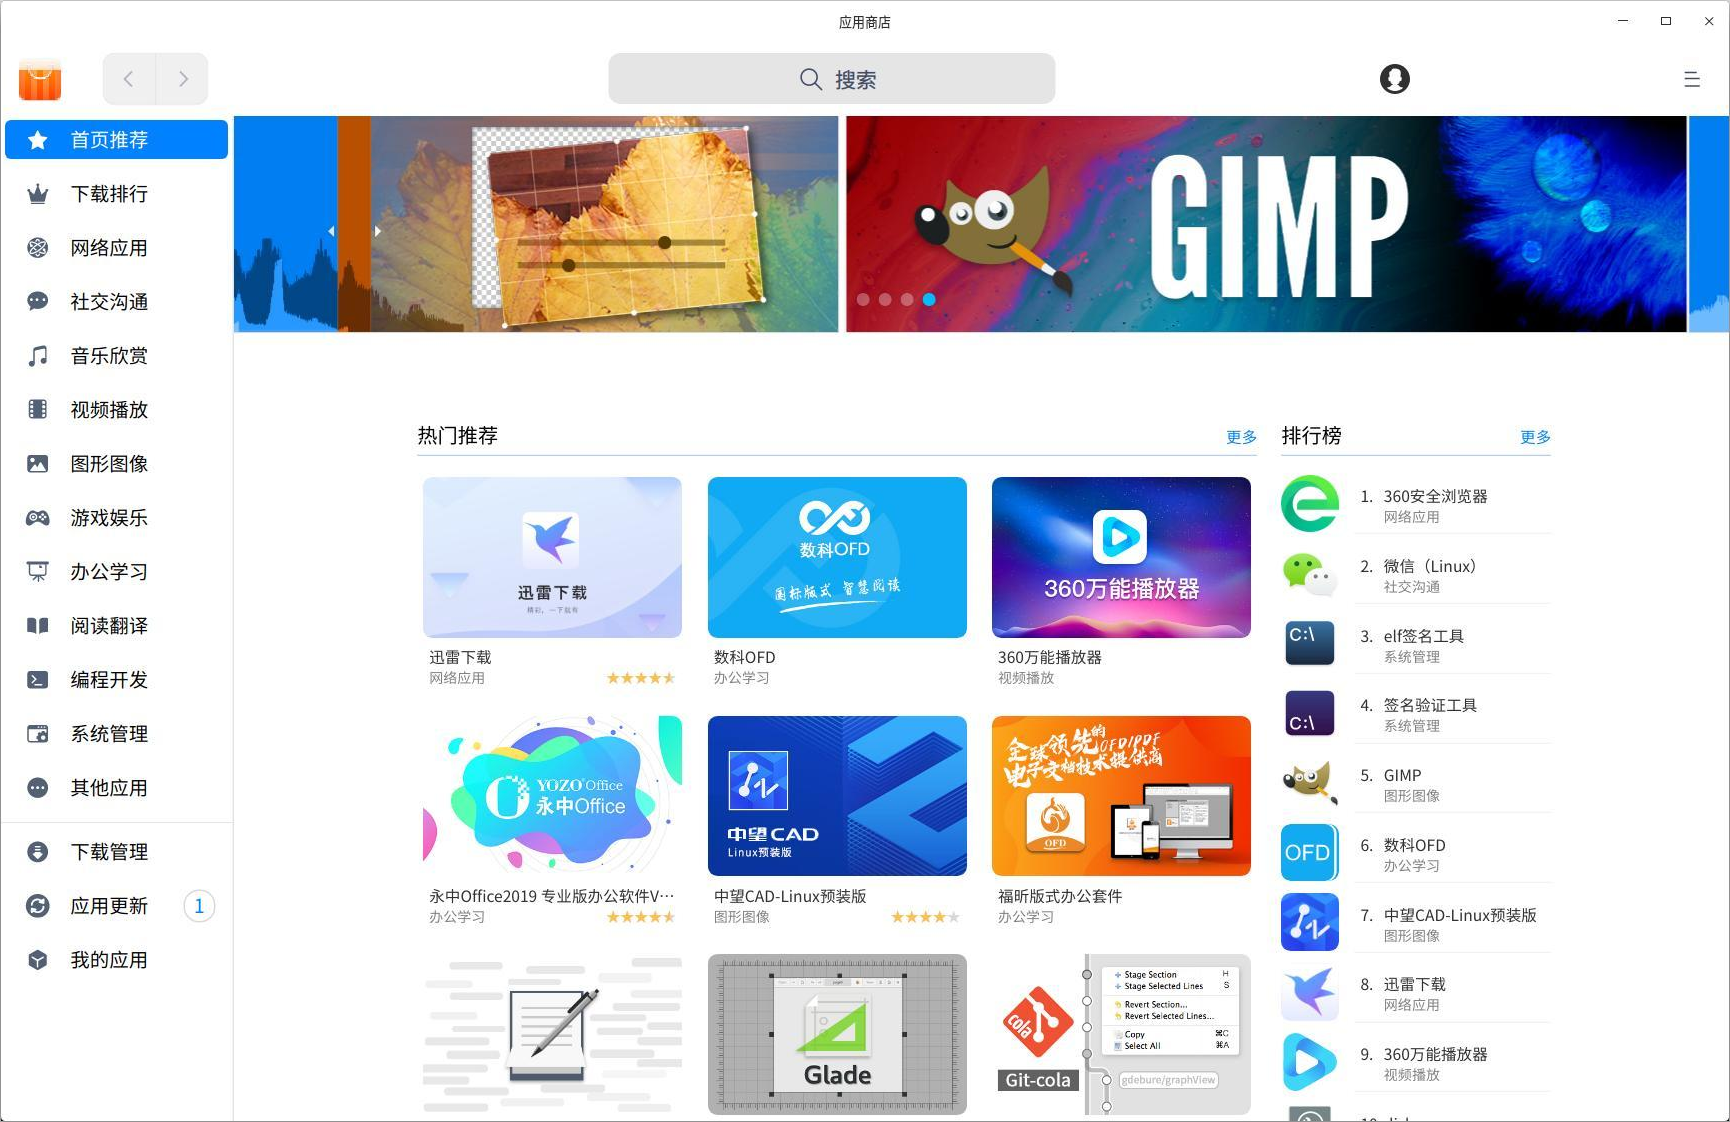 应用商店
搜索
首页推荐
下载排行
网络应用
社交沟通
音乐欣赏
视频播放
图形图像
游戏娱乐
办公学习
阅读翻译
编程开发
系统管理
其他应用
下载管理
应用更新 1
我的应用
GIMP
热门推荐 更多
迅雷下载
精彩，一下就有
迅雷下载
网络应用
数科OFD
国标版式 智慧阅读
数科OFD
办公学习
360万能播放器
360万能播放器
视频播放
YOZO Office
永中Office
永中Office2019 专业版办公软件V…
办公学习
中望CAD
Linux预装版
中望CAD-Linux预装版
图形图像
全球领先的OFD/PDF
电子文档技术提供商
OFD
福昕版式办公套件
办公学习
Glade
cola
Git-cola
Stage Section H
Stage Selected Lines S
Revert Section...
Revert Selected Lines...
Copy ⌘C
Select All ⌘A
gdebure/graphView
排行榜 更多
1. 360安全浏览器
网络应用
2. 微信（Linux）
社交沟通
C:\
3. elf签名工具
系统管理
C:\
4. 签名验证工具
系统管理
5. GIMP
图形图像
OFD
6. 数科OFD
办公学习
7. 中望CAD-Linux预装版
图形图像
8. 迅雷下载
网络应用
9. 360万能播放器
视频播放